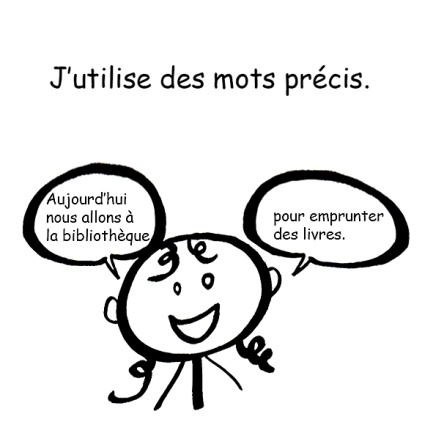 J'utilise des mots précis.
Aujourd'hui
nous allons à
la bibliothèque
pour emprunter
des livres.